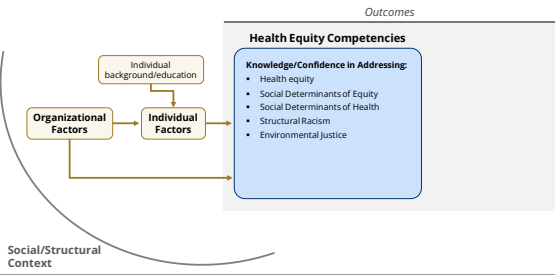 Outcomes
Health Equity Competencies
Individual
background/education
Knowledge/Confidence in Addressing:
▪ Health equity
▪ Social Determinants of Equity
▪ Social Determinants of Health
▪ Structural Racism
▪ Environmental Justice
Organizational
Factors
Individual
Factors
Social/Structural
Context